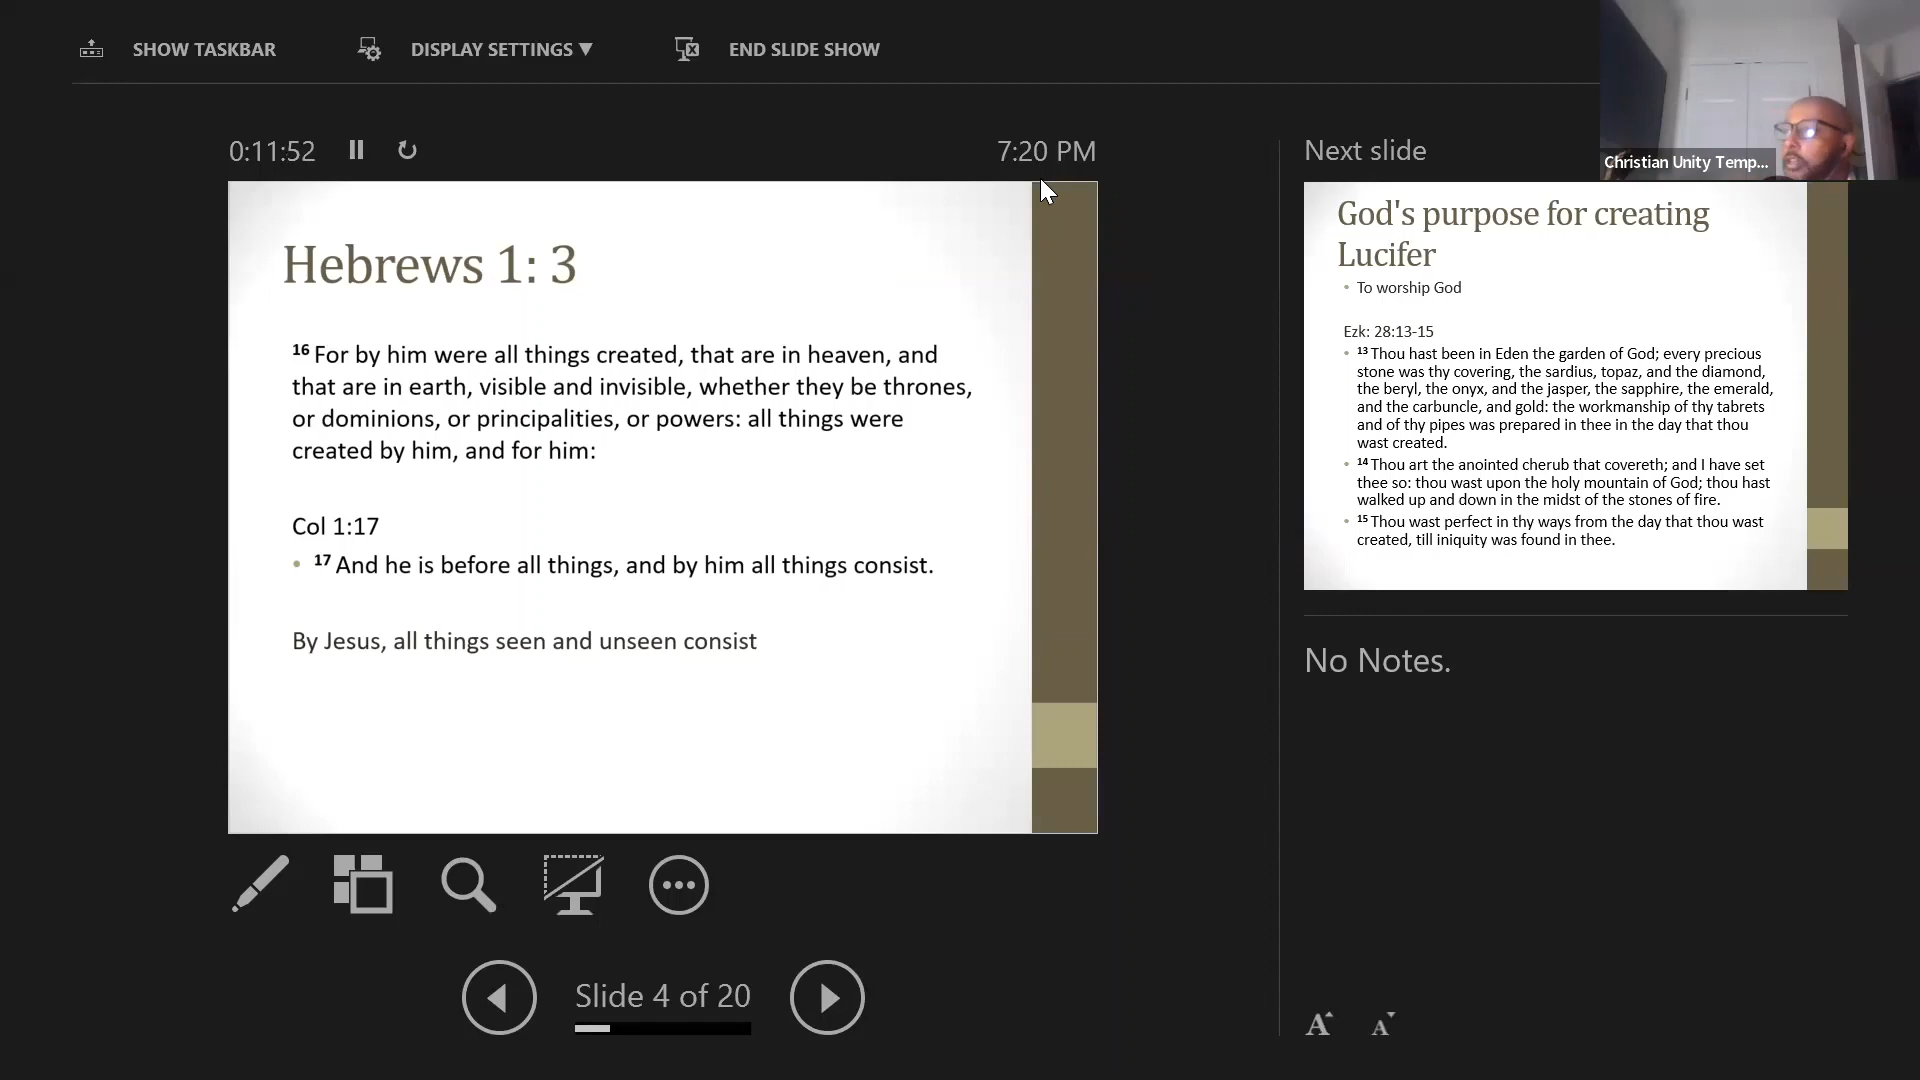 SHOW TASKBAR
DISPLAY SETTINGS ▼
END SLIDE SHOW
0:11:52
7:20 PM
Hebrews 1: 3
16 For by him were all things created, that are in heaven, and
that are in earth, visible and invisible, whether they be thrones,
or dominions, or principalities, or powers: all things were
created by him, and for him:
Col 1:17
• 17 And he is before all things, and by him all things consist.
By Jesus, all things seen and unseen consist
Slide 4 of 20
Next slide
Christian Unity Temp...
God's purpose for creating
Lucifer
• To worship God
Ezk: 28:13-15
• 13 Thou hast been in Eden the garden of God; every precious
stone was thy covering, the sardius, topaz, and the diamond,
the beryl, the onyx, and the jasper, the sapphire, the emerald,
and the carbuncle, and gold: the workmanship of thy tabrets
and of thy pipes was prepared in thee in the day that thou
wast created.
• 14 Thou art the anointed cherub that covereth; and I have set
thee so: thou wast upon the holy mountain of God; thou hast
walked up and down in the midst of the stones of fire.
• 15 Thou wast perfect in thy ways from the day that thou wast
created, till iniquity was found in thee.
No Notes.
A A